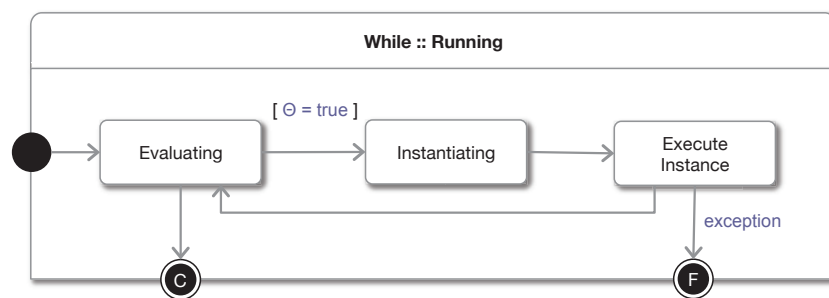 While :: Running
[ Θ = true ]
Evaluating
Instantiating
Execute
Instance
exception
C
F